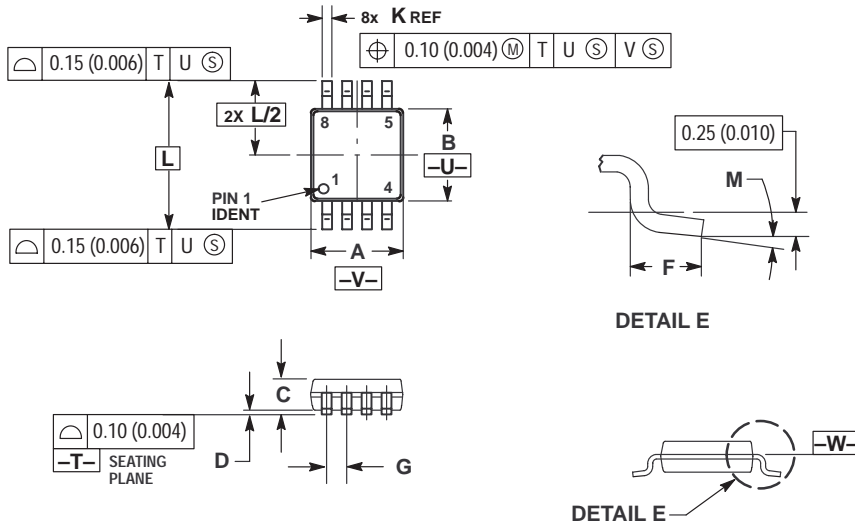 8x K REF
⌖ 0.10 (0.004) Ⓜ T U Ⓢ V Ⓢ
⌓ 0.15 (0.006) T U Ⓢ
2X L/2
8 5
B
–U–
L
PIN 1
IDENT
1 4
⌓ 0.15 (0.006) T U Ⓢ
A
–V–
0.25 (0.010)
M
F
DETAIL E
C
⌓ 0.10 (0.004)
–T– SEATING
PLANE
D
G
–W–
DETAIL E